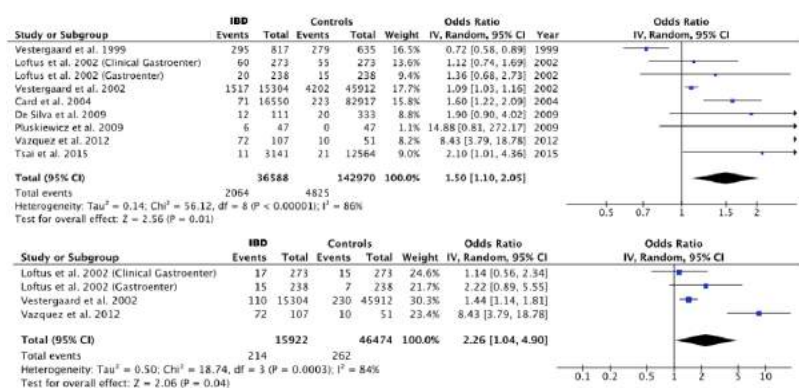 IBD Controls Odds Ratio Odds Ratio
Study or Subgroup Events Total Events Total Weight IV, Random, 95% CI Year IV, Random, 95% CI
Vestergaard et al. 1999 295 817 279 635 16.5% 0.72 [0.58, 0.89] 1999
Loftus et al. 2002 (Clinical Gastroenter) 60 273 55 273 14.0% 1.12 [0.74, 1.69] 2002
Loftus et al. 2002 (Gastroenter) 20 238 15 238 9.4% 1.36 [0.68, 2.73] 2002
Vestergaard et al. 2002 1517 15304 4202 45912 17.7% 1.09 [1.03, 1.16] 2002
Card et al. 2004 71 16550 223 82917 15.8% 1.60 [1.22, 2.09] 2004
De Silva et al. 2009 12 111 20 333 8.7% 1.90 [0.90, 4.02] 2009
Pluskiewicz et al. 2009 6 47 0 47 1.1% 14.88 [0.81, 272.17] 2009
Vazquez et al. 2012 72 107 10 51 8.2% 8.43 [3.79, 18.78] 2012
Tsai et al. 2015 11 3141 21 12564 9.0% 2.10 [1.01, 4.36] 2015
Total (95% CI) 36588 142970 100.0% 1.50 [1.10, 2.05]
Total events 2064 4825
Heterogeneity: Tau² = 0.14; Chi² = 56.12, df = 8 (P < 0.00001); I² = 86%
Test for overall effect: Z = 2.56 (P = 0.01)
0.5 0.7 1 1.5 2
IBD Controls Odds Ratio Odds Ratio
Study or Subgroup Events Total Events Total Weight IV, Random, 95% CI IV, Random, 95% CI
Loftus et al. 2002 (Clinical Gastroenter) 17 273 15 273 24.6% 1.14 [0.56, 2.34]
Loftus et al. 2002 (Gastroenter) 15 238 7 238 21.7% 2.22 [0.89, 5.55]
Vestergaard et al. 2002 110 15304 230 45912 30.3% 1.44 [1.14, 1.81]
Vazquez et al. 2012 72 107 10 51 23.4% 8.43 [3.79, 18.78]
Total (95% CI) 15922 46474 100.0% 2.26 [1.04, 4.90]
Total events 214 262
Heterogeneity: Tau² = 0.50; Chi² = 18.74, df = 3 (P = 0.0003); I² = 84%
Test for overall effect: Z = 2.06 (P = 0.04)
0.1 0.2 0.5 1 2 5 10